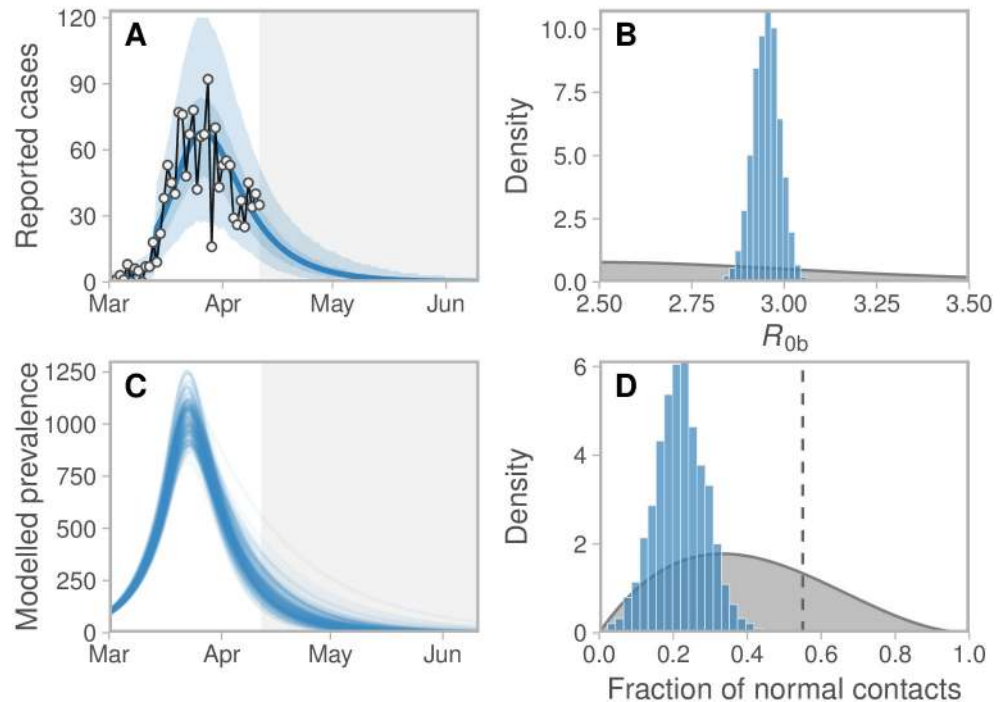 A
Reported cases
120
90
60
30
0
Mar
Apr
May
Jun
B
Density
10.0
7.5
5.0
2.5
0.0
2.50
2.75
3.00
3.25
3.50
R0b
C
Modelled prevalence
1250
1000
750
500
250
0
Mar
Apr
May
Jun
D
Density
6
4
2
0
0.0
0.2
0.4
0.6
0.8
1.0
Fraction of normal contacts